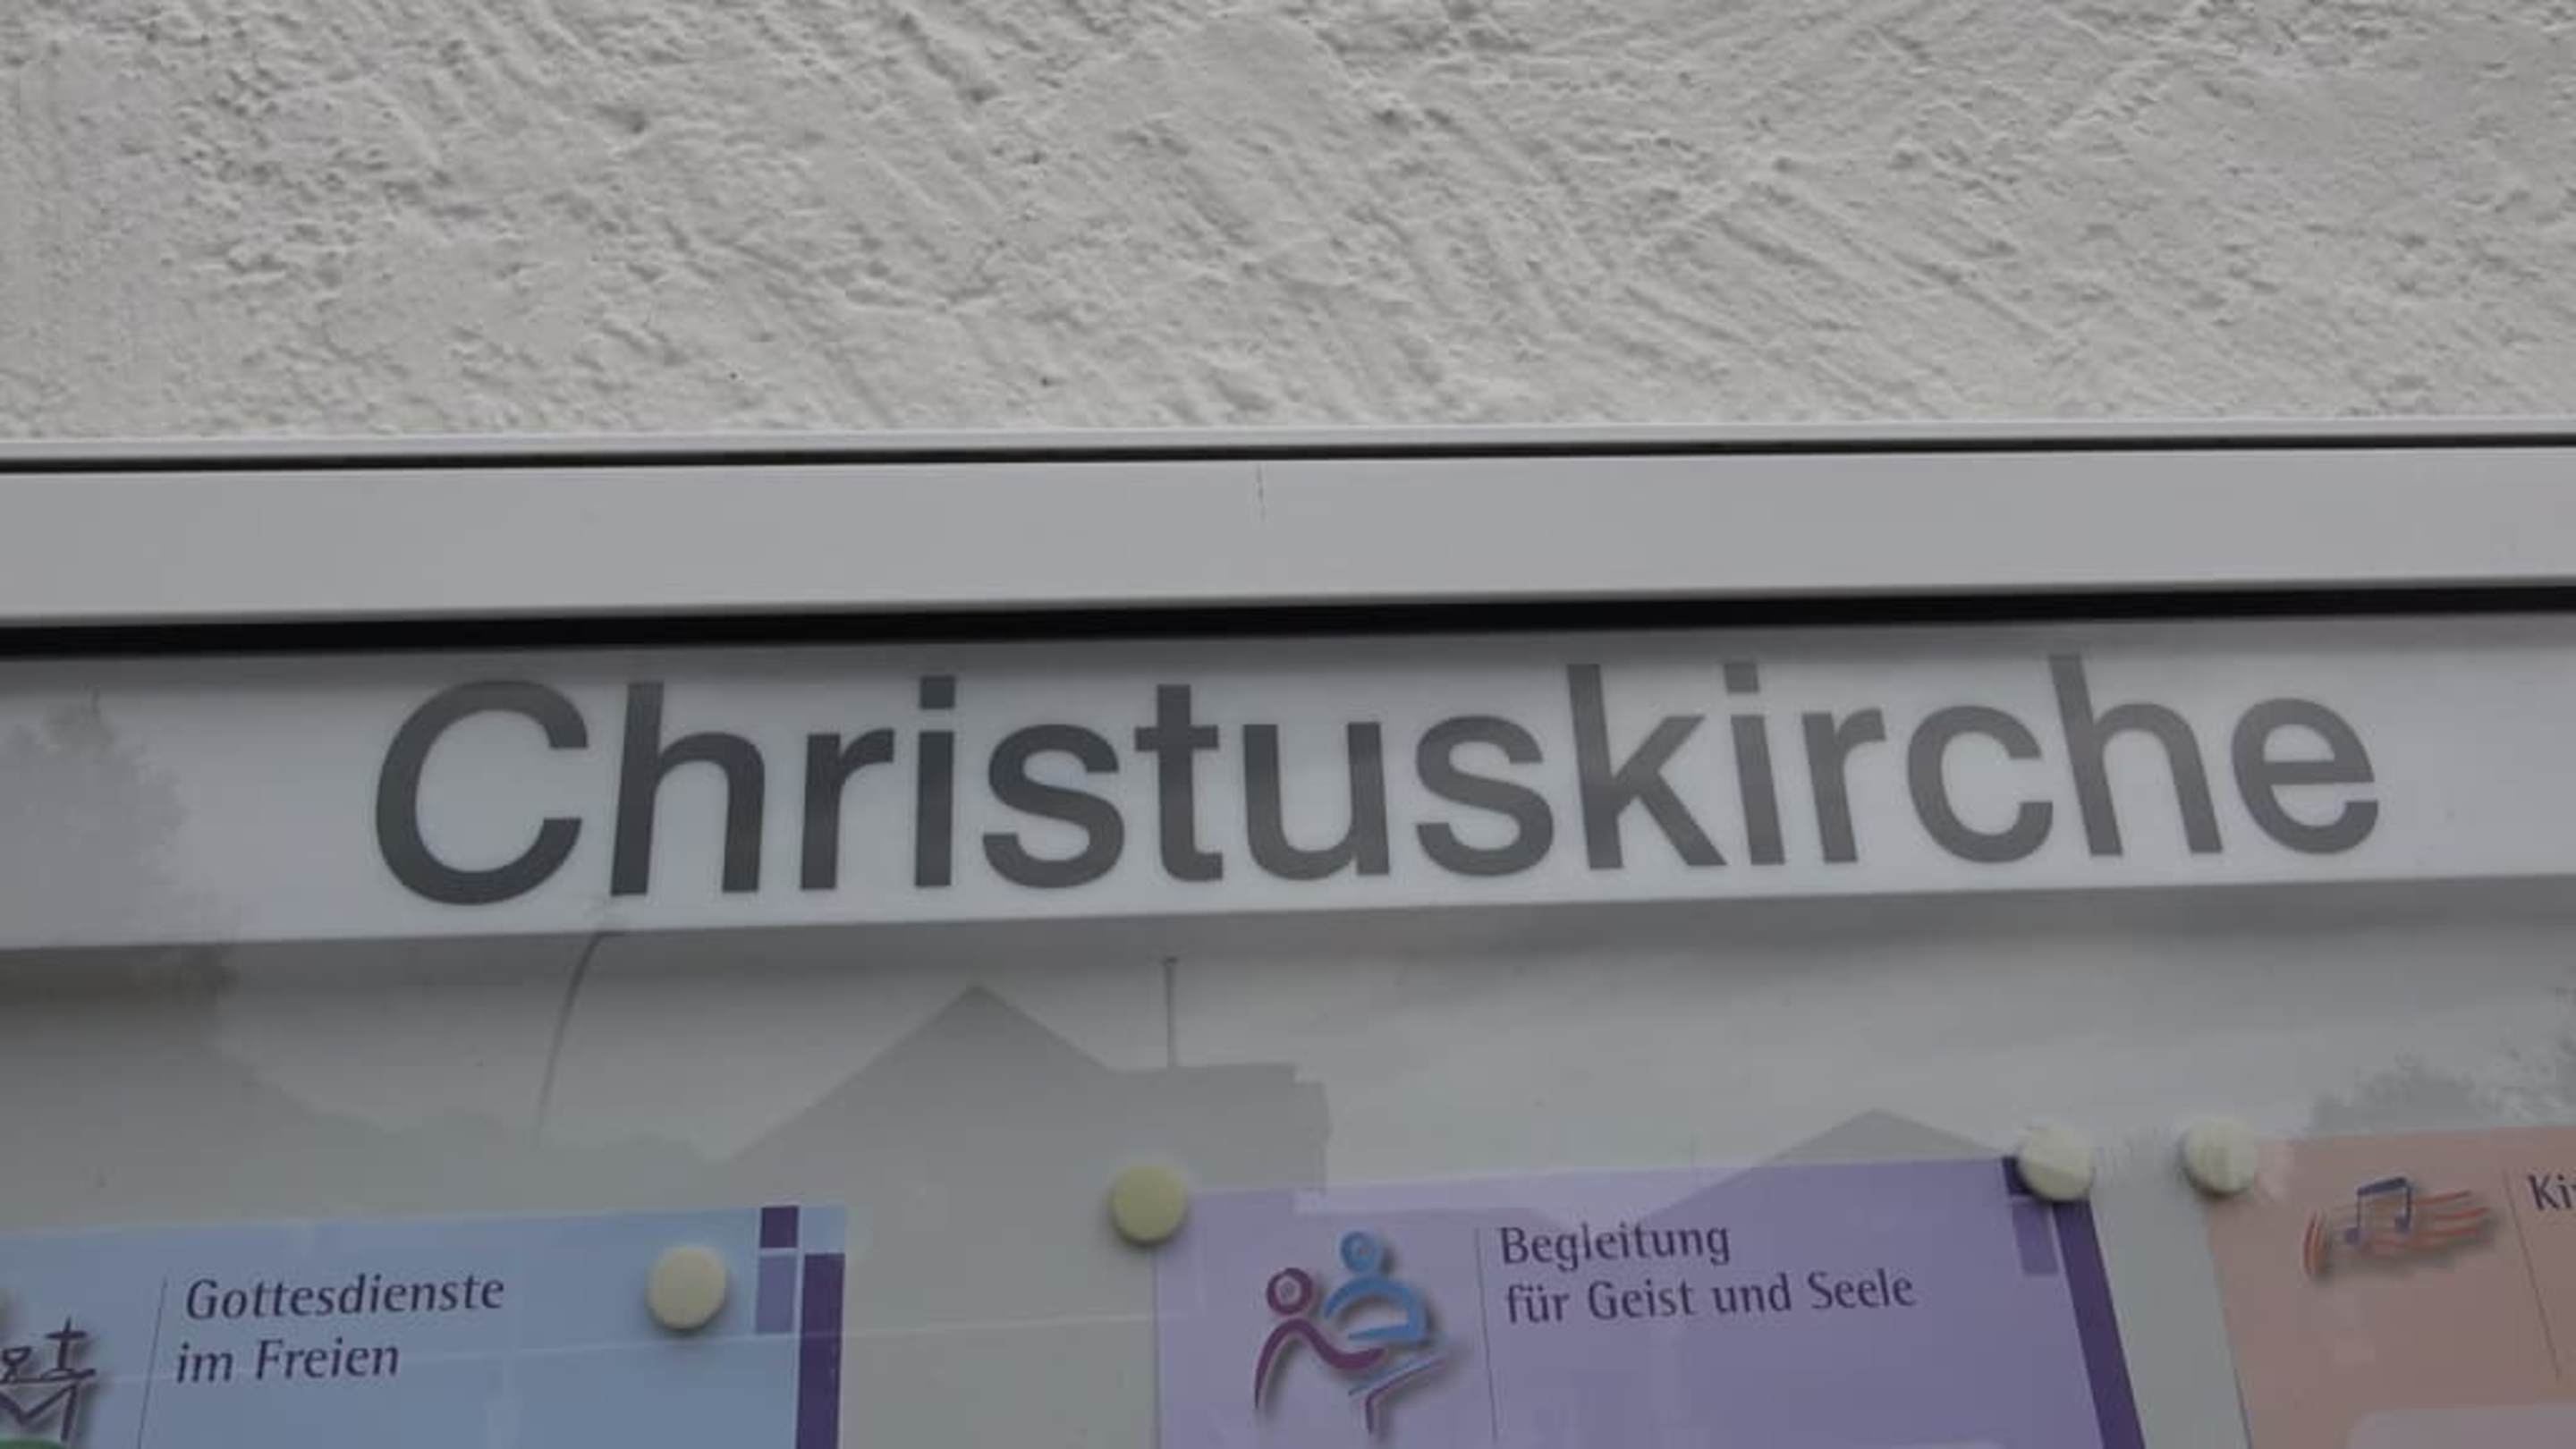 Christuskirche
Gottesdienste
im Freien
Begleitung
für Geist und Seele